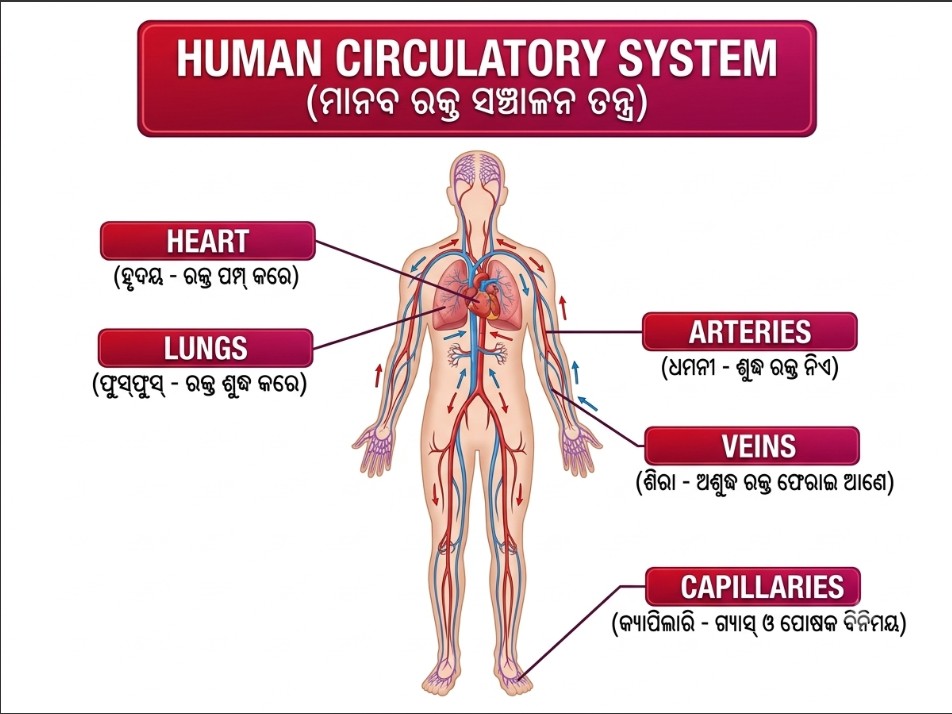 HUMAN CIRCULATORY SYSTEM
(ମାନବ ରକ୍ତ ସଞ୍ଚାଳନ ତନ୍ତ୍ର)
HEART
(ହୃଦୟ - ରକ୍ତ ପମ୍ପ୍ କରେ)
LUNGS
(ଫୁସ୍‌ଫୁସ୍ - ରକ୍ତ ଶୁଦ୍ଧ କରେ)
ARTERIES
(ଧମନୀ - ଶୁଦ୍ଧ ରକ୍ତ ନିଏ)
VEINS
(ଶିରା - ଅଶୁଦ୍ଧ ରକ୍ତ ଫେରାଇ ଆଣେ)
CAPILLARIES
(କ୍ୟାପିଲାରି - ଗ୍ୟାସ୍ ଓ ପୋଷକ ବିନିମୟ)